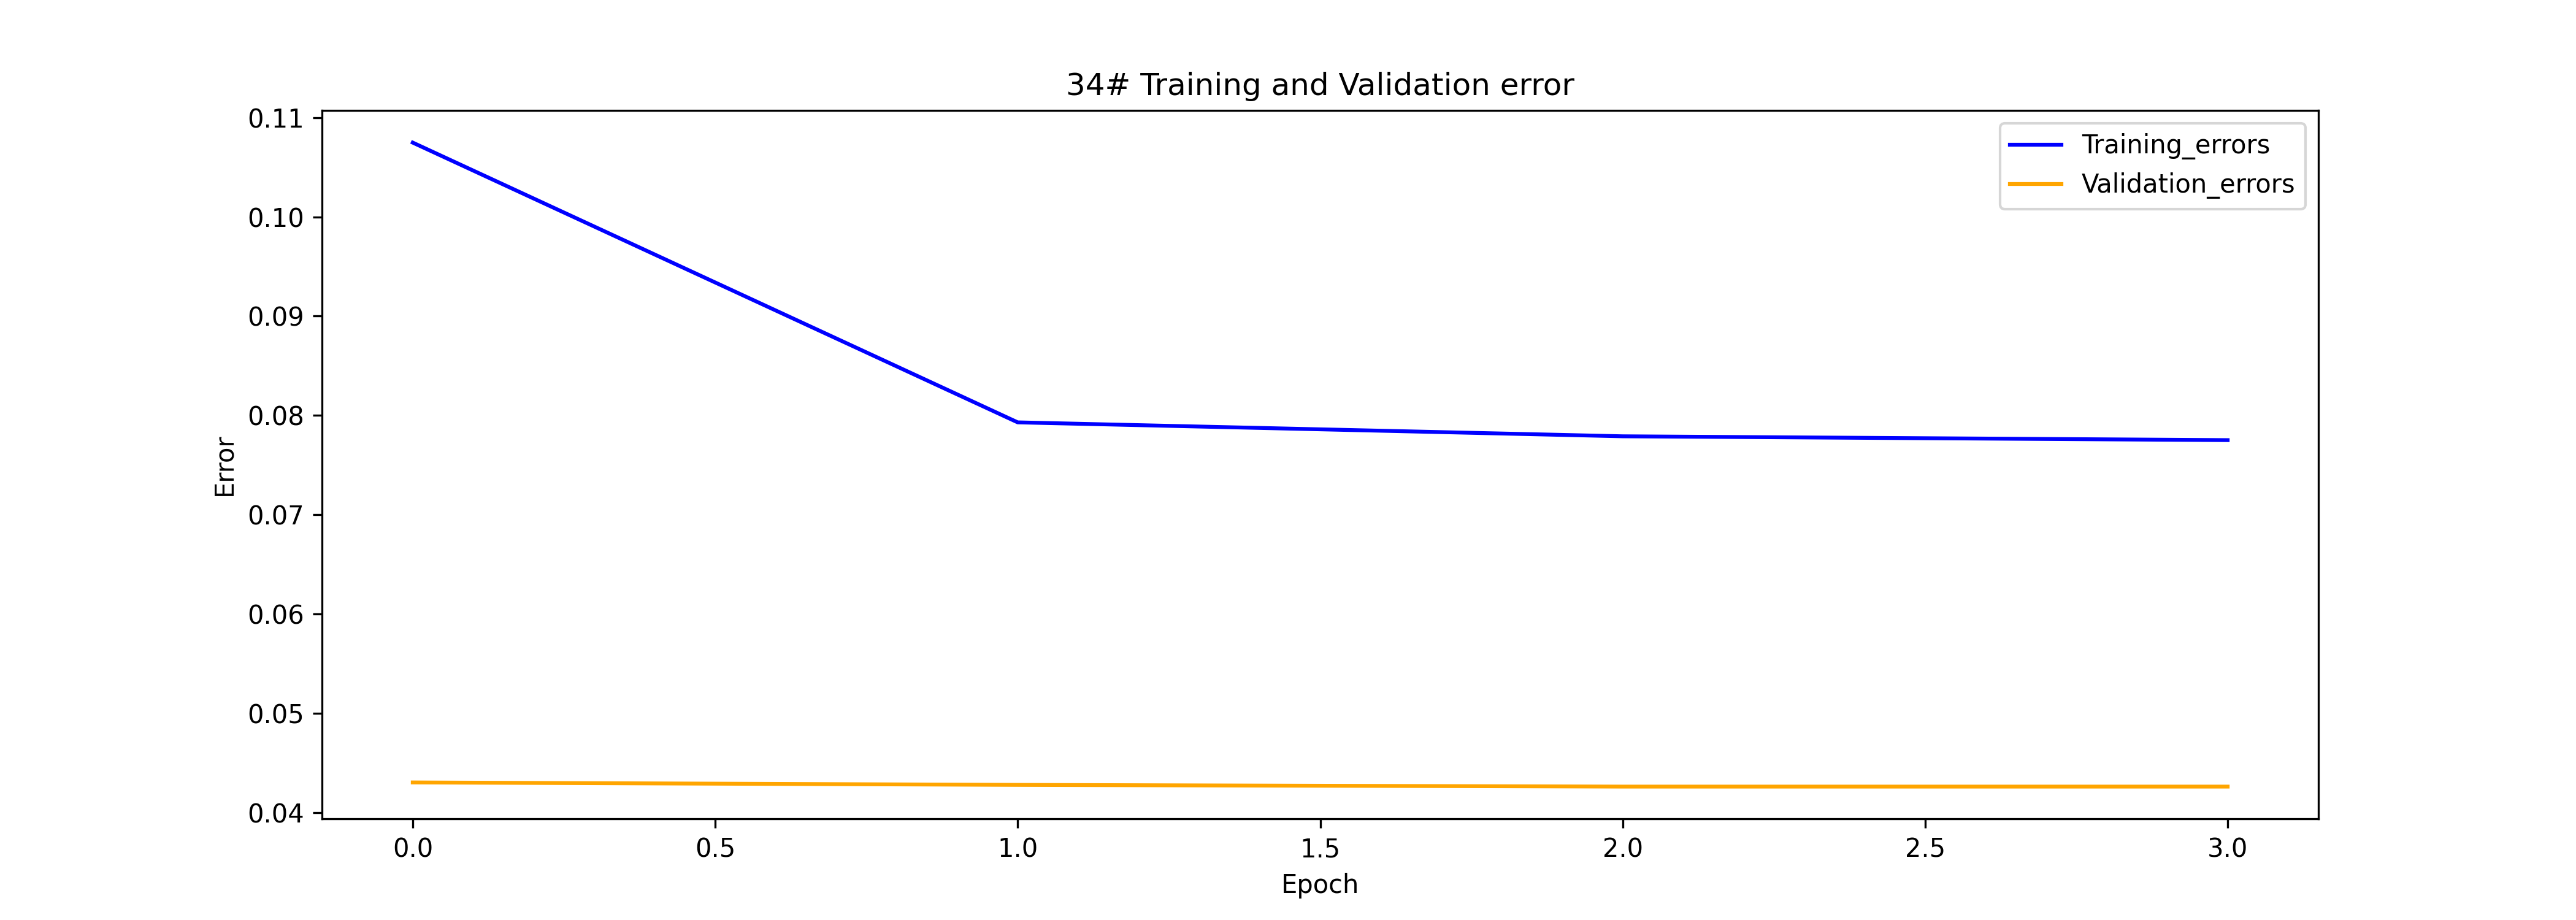 34# Training and Validation error
Training_errors
Validation_errors
Error
0.11
0.10
0.09
0.08
0.07
0.06
0.05
0.04
0.0 0.5 1.0 1.5 2.0 2.5 3.0
Epoch